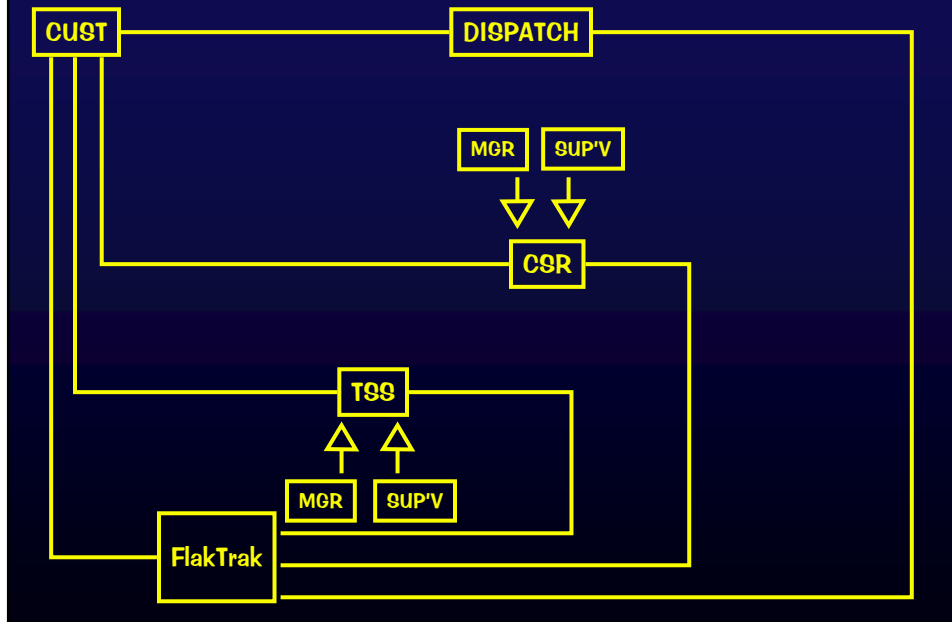 CUST
DISPATCH
MGR
SUP'V
CSR
TSS
MGR
SUP'V
FlakTrak